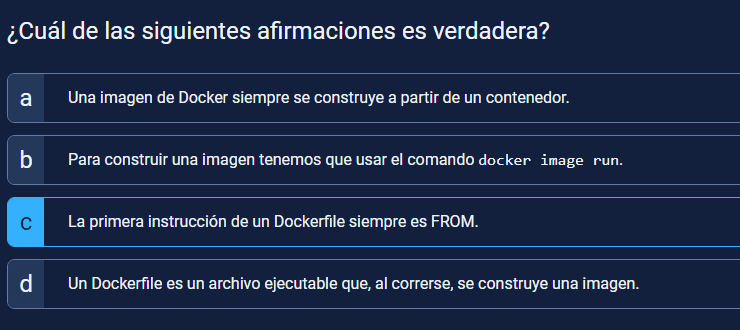 ¿Cuál de las siguientes afirmaciones es verdadera?
a Una imagen de Docker siempre se construye a partir de un contenedor.
b Para construir una imagen tenemos que usar el comando docker image run.
c La primera instrucción de un Dockerfile siempre es FROM.
d Un Dockerfile es un archivo ejecutable que, al correrse, se construye una imagen.